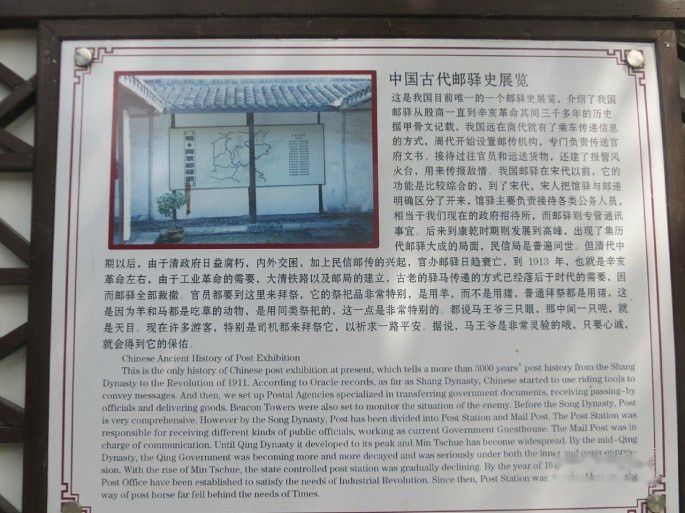 中国古代邮驿史展览
这是我国目前唯一的一个邮驿史展览，介绍了我国
邮驿从殷商一直到辛亥革命其间三千多年的历史。
据甲骨文记载，我国远在商代就有了乘车传递信息
的方式，周代开始设置邮传机构，专门负责传递官
府文书。接待过往官员和运送货物，还建了报警风
火台，用来传报敌情。我国邮驿在宋代以前，它的
功能是比较综合的，到了宋代，宋人把馆驿与邮递
明确区分了开来，馆驿主要负责接待各类公务人员，
相当于我们现在的政府招待所，而邮驿则专管通讯
事宜。后来到康乾时期则发展到高峰，出现了集历
代邮驿大成的局面，民信局是普遍问世。但清代中
期以后，由于清政府日益腐朽，内外交困，加上民信邮传的兴起，官办邮驿日趋衰亡，到 1913 年，也就是辛亥
革命左右，由于工业革命的需要，大清铁路以及邮局的建立，古老的驿马传递的方式已经落后于时代的需要，因
而邮驿全部裁撤。官员都要到这里来拜祭，它的祭祀品非常特别，是用羊，而不是用猪，普通拜祭都是用猪，这
是因为羊和马都是吃草的动物，是用同类祭祀的，这一点是非常特别的。都说马王爷三只眼，那中间一只呢，就
是天目。现在许多游客，特别是司机都来拜祭它，以祈求一路平安。据说，马王爷是非常灵验的哦，只要心诚，
就会得到它的保佑。
Chinese Ancient History of Post Exhibition
This is the only history of Chinese post exhibition at present, which tells a more than 3000 years' post history from the Shang
Dynasty to the Revolution of 1911. According to Oracle records, as far as Shang Dynasty, Chinese started to use riding tools to
convey messages. And then, we set up Postal Agencies specialized in transferring government documents, receiving passing-by
officials and delivering goods. Beacon Towers were also set to monitor the situation of the enemy. Before the Song Dynasty, Post
is very comprehensive. However by the Song Dynasty, Post has been divided into Post Station and Mail Post. The Post Station was
responsible for receiving different kinds of public officials, working as current Government Guesthouse. The Mail Post was in
charge of communication. Until Qing Dynasty it developed to its peak and Min Tschue has become widespread. By the mid-Qing
Dynasty, the Qing Government was becoming more and more decayed and was seriously under both the inner and outer oppres-
sion. With the rise of Min Tschue, the state controlled post station was gradually declining. By the year of
Post Office have been established to satisfy the needs of Industrial Revolution. Since then, Post Station was
way of post horse far fell behind the needs of Times.